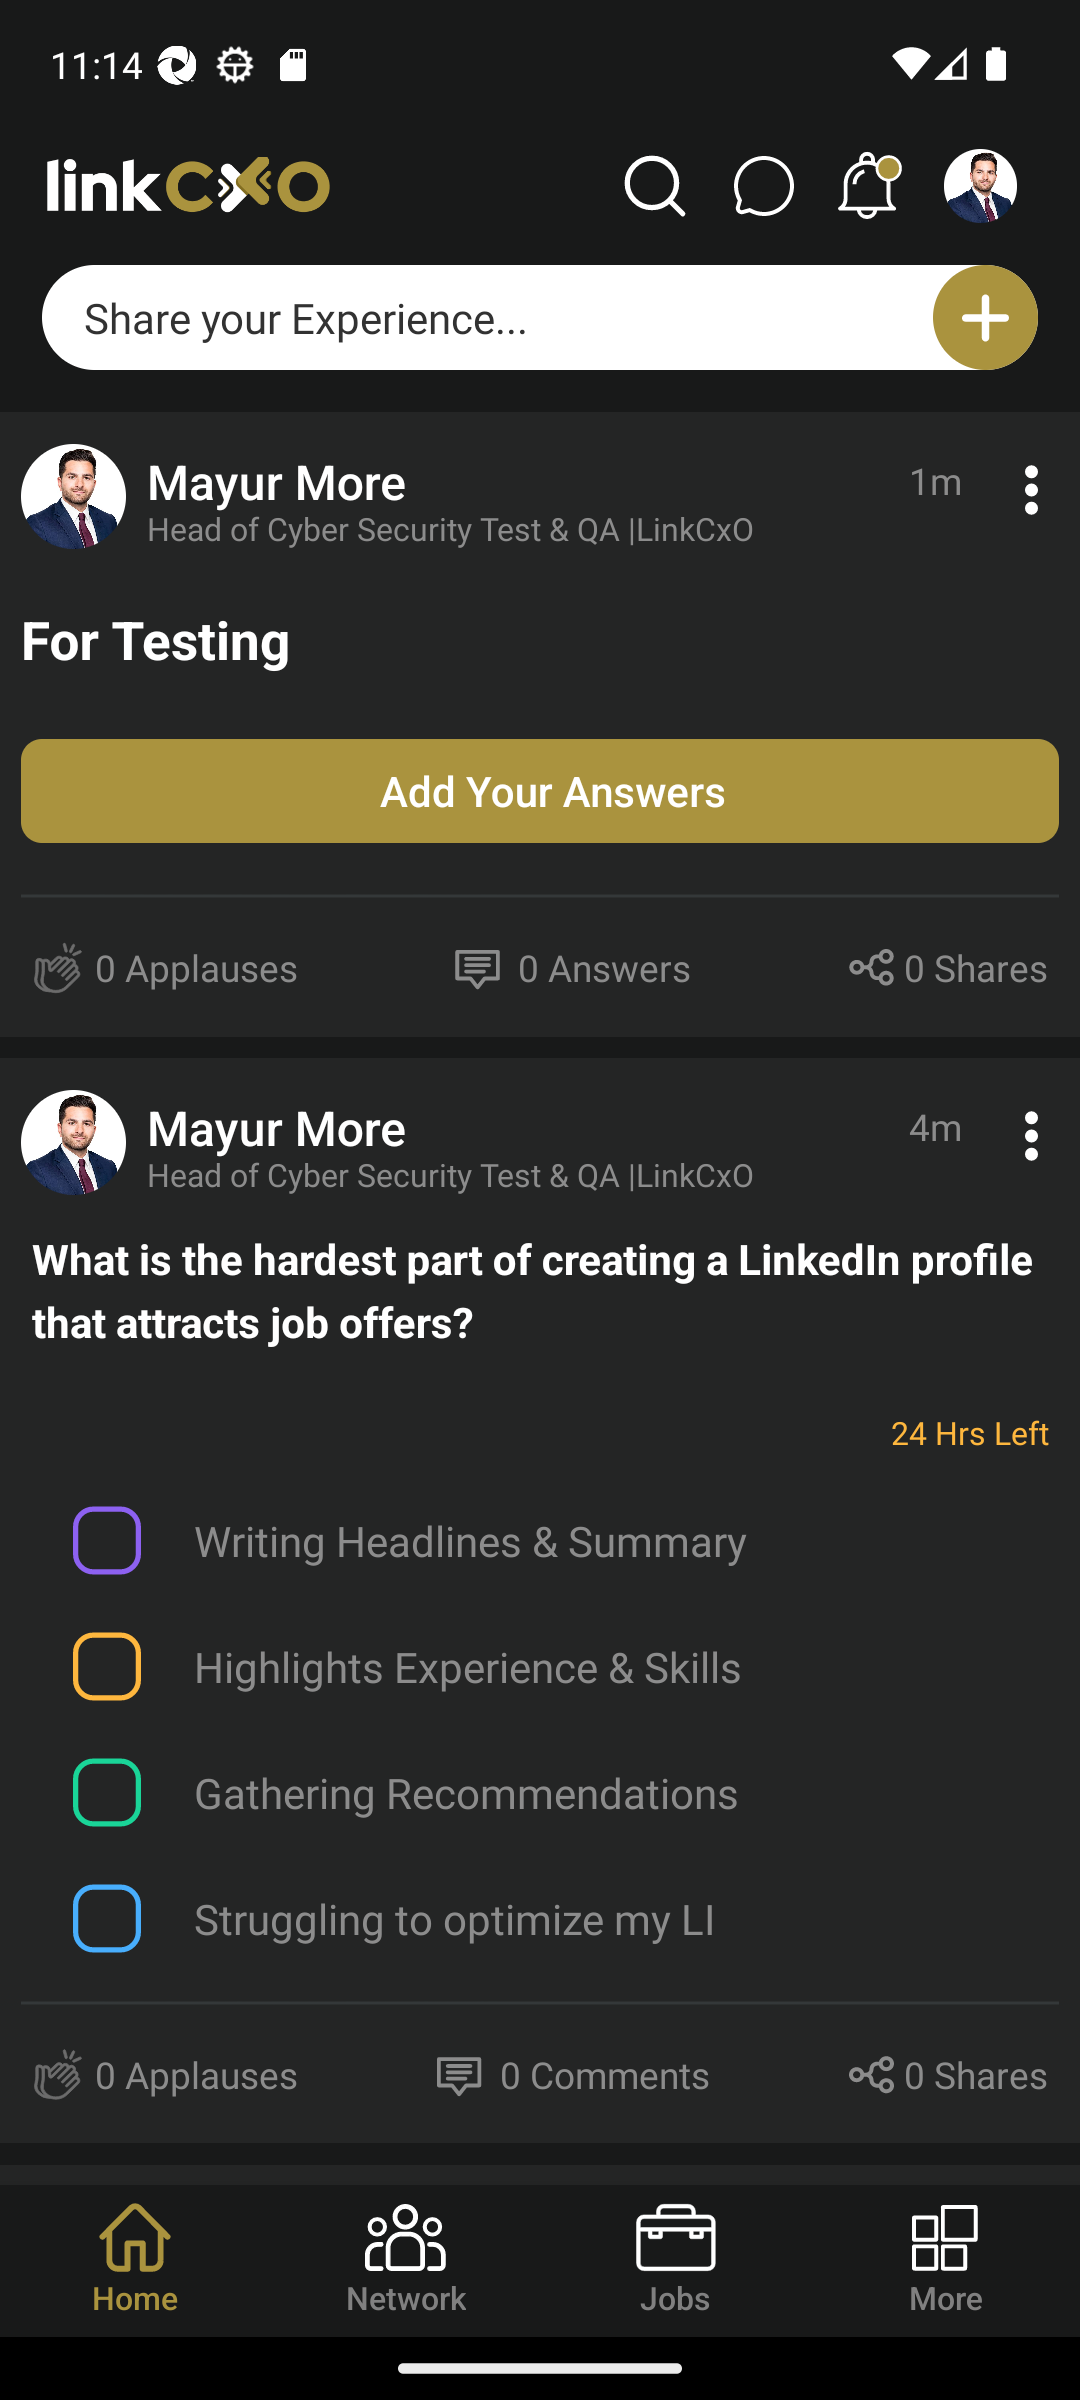 11:14
linkCXO
Share your Experience...
Mayur More
1m
Head of Cyber Security Test & QA |LinkCxO
For Testing
Add Your Answers
0 Applauses
0 Answers
0 Shares
Mayur More
4m
Head of Cyber Security Test & QA |LinkCxO
What is the hardest part of creating a LinkedIn profile
that attracts job offers?
24 Hrs Left
Writing Headlines & Summary
Highlights Experience & Skills
Gathering Recommendations
Struggling to optimize my LI
0 Applauses
0 Comments
0 Shares
Home
Network
Jobs
More